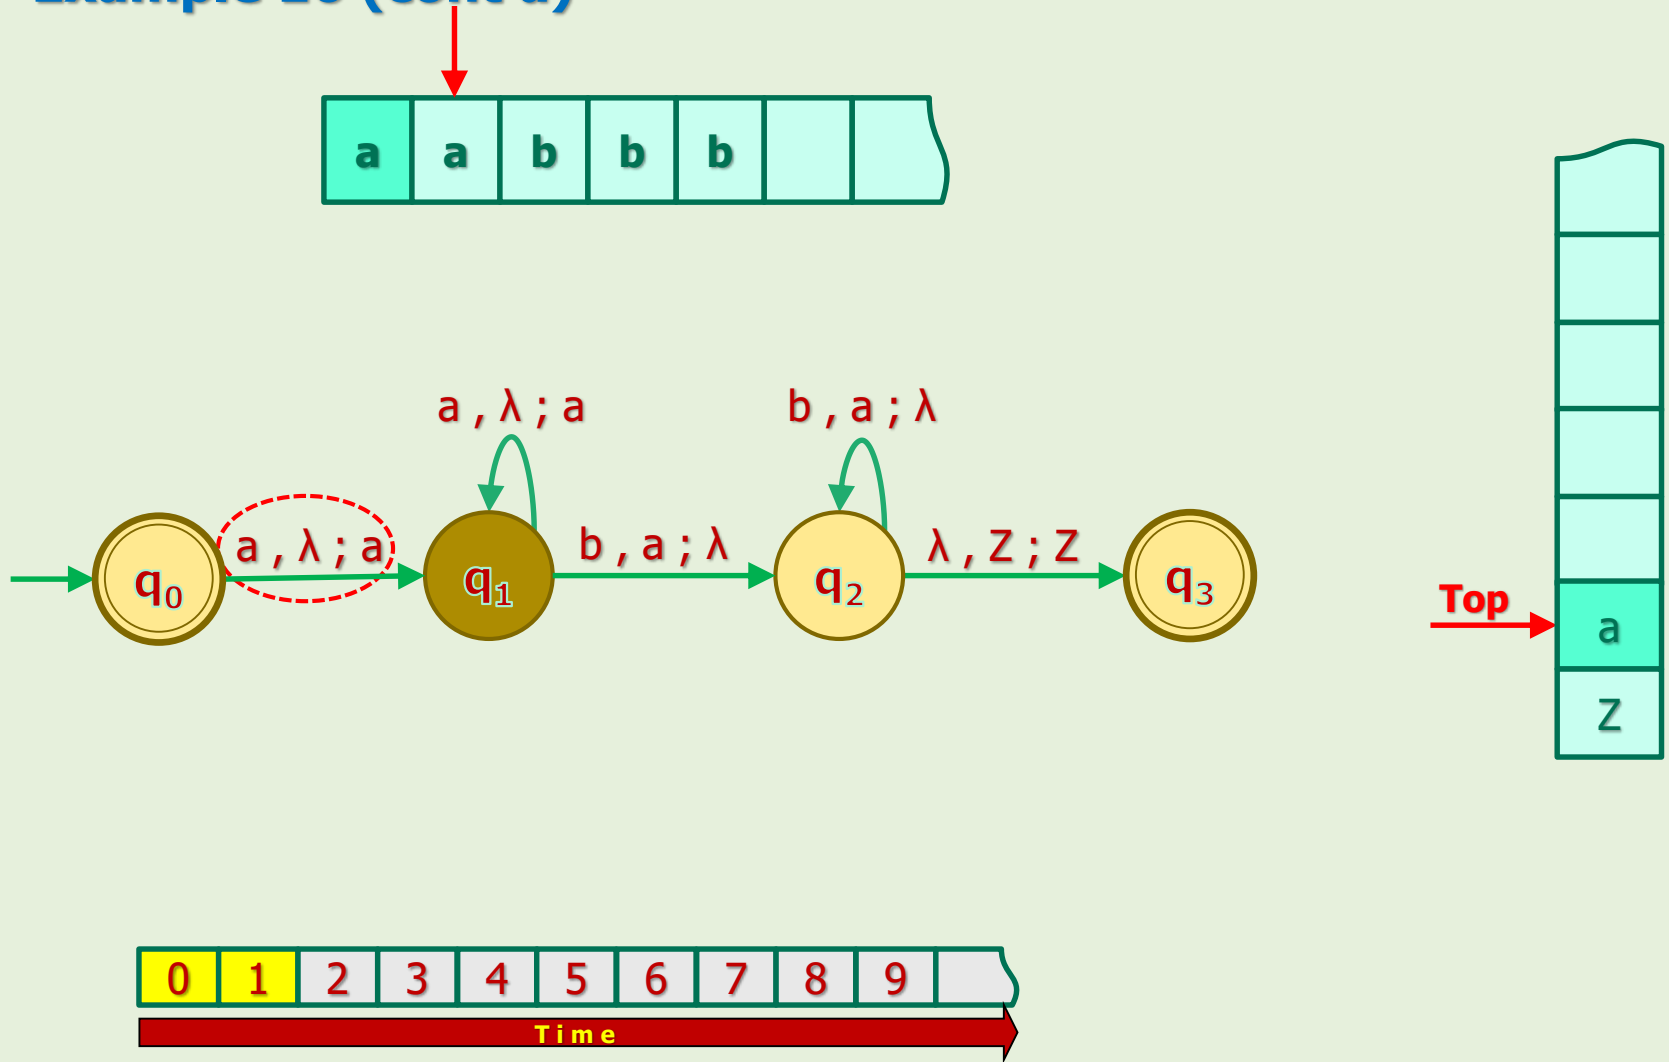 a a b b b
a,λ;a b,a;λ
a,λ;a b,a;λ λ,Z;Z
q0 q1 q2 q3
Top
a
Z
0 1 2 3 4 5 6 7 8 9
Time